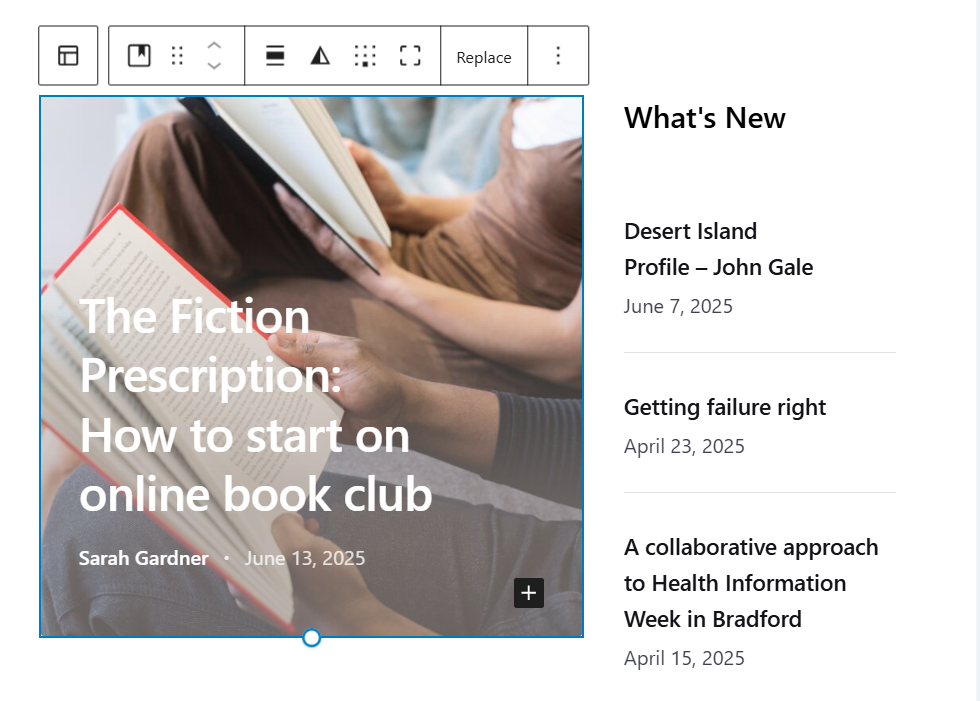 Replace
The Fiction
Prescription:
How to start on
online book club
Sarah Gardner • June 13, 2025
What's New
Desert Island
Profile – John Gale
June 7, 2025
Getting failure right
April 23, 2025
A collaborative approach
to Health Information
Week in Bradford
April 15, 2025